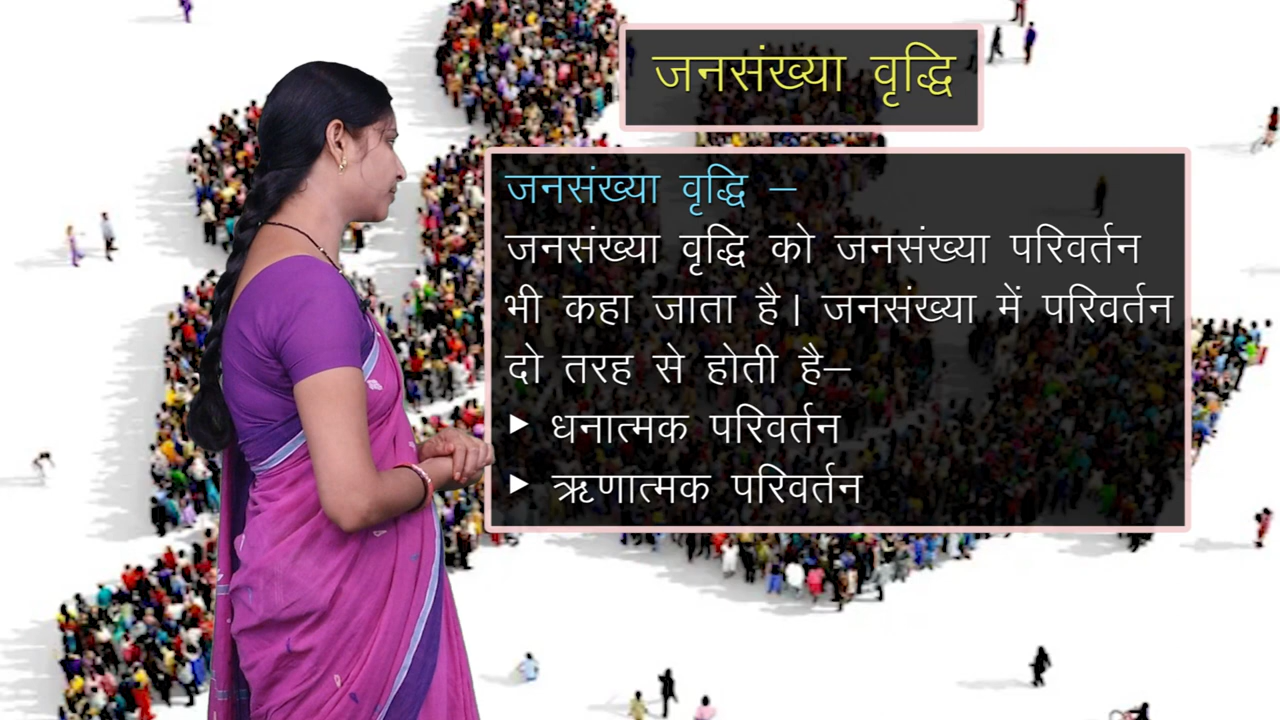 जनसंख्या वृद्धि
जनसंख्या वृद्धि –
जनसंख्या वृद्धि को जनसंख्या परिवर्तन
भी कहा जाता है। जनसंख्या में परिवर्तन
दो तरह से होती है–
▶ धनात्मक परिवर्तन
▶ ऋणात्मक परिवर्तन